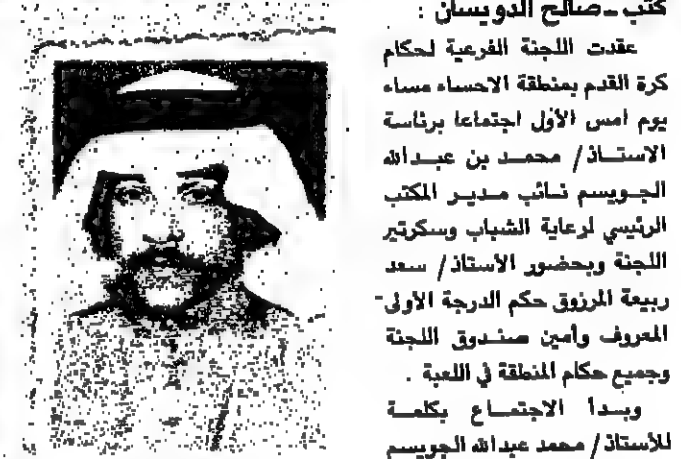 كتب ــ صالح الدويسان :
عقدت اللجنة الفرعية لحكام
كرة القدم بمنطقة الاحساء مساء
يوم امس الأول اجتماعا برئاسة
الاستاذ / محمد بن عبدالله
الجويسم نائب مدير المكتب
الرئيسي لرعاية الشباب وسكرتير
اللجنة وبحضور الأستاذ / سعد
ربيعة المرزوق حكم الدرجة الأولى
المعروف وأمين صندوق اللجنة
وجميع حكام المنطقة في اللعبة .
وبدأ الاجتماع بكلمة
للأستاذ / محمد عبدالله الجويسم